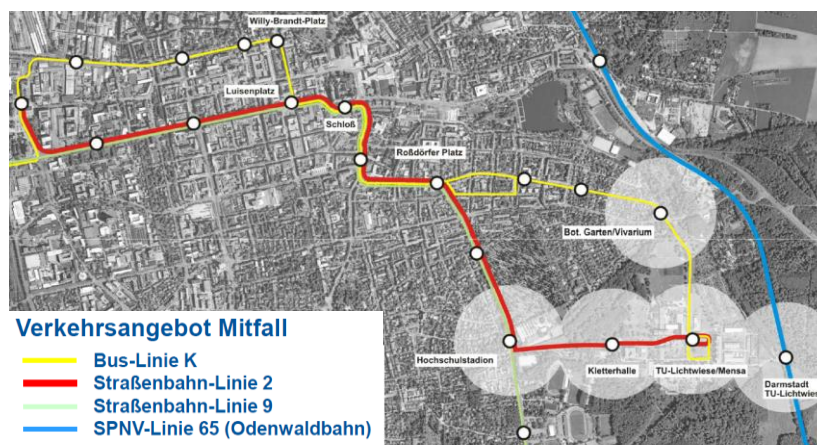 Willy-Brandt-Platz
Luisenplatz
Schloß
Roßdörfer Platz
Bot. Garten/Vivarium
Hochschulstadion
Kletterhalle
TU-Lichtwiese/Mensa
Darmstadt
TU-Lichtwies
Verkehrsangebot Mitfall
Bus-Linie K
Straßenbahn-Linie 2
Straßenbahn-Linie 9
SPNV-Linie 65 (Odenwaldbahn)